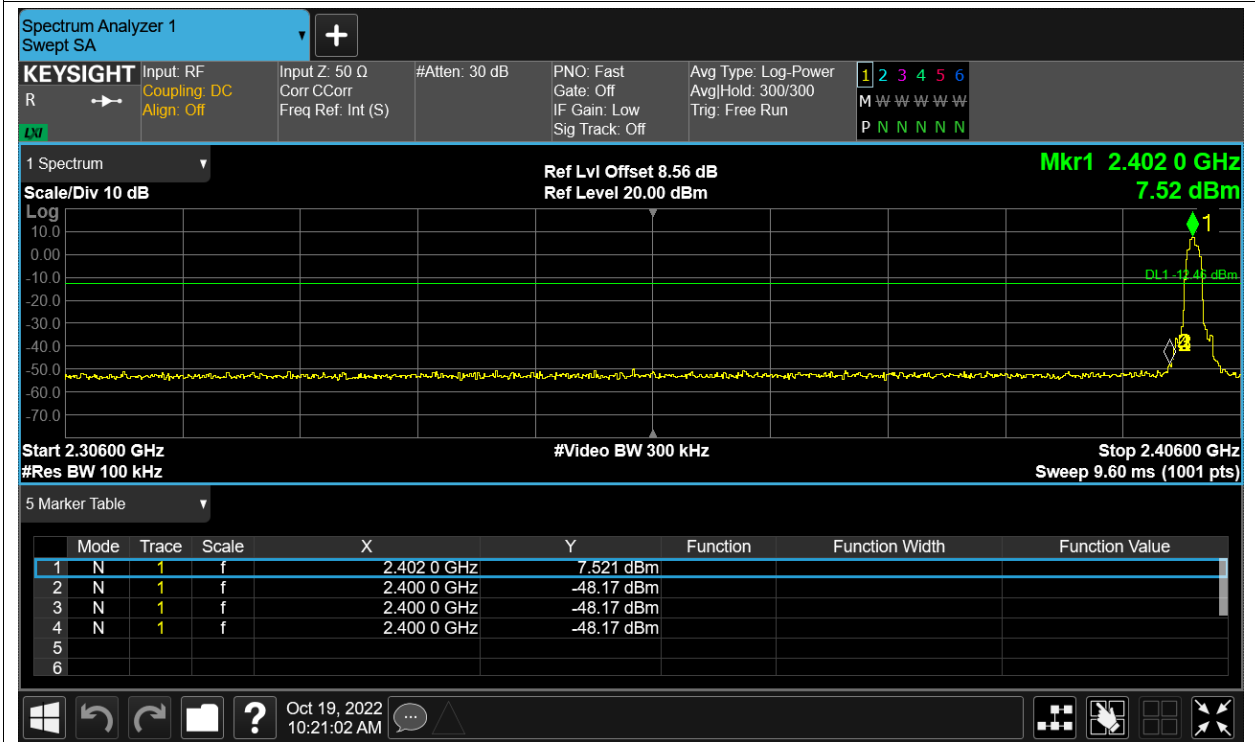 Spectrum Analyzer 1
Swept SA
+
KEYSIGHT Input: RF Input Z: 50 Ω #Atten: 30 dB PNO: Fast Avg Type: Log-Power 1 2 3 4 5 6
R Coupling: DC Corr CCorr Gate: Off Avg|Hold: 300/300 M W W W W W
Align: Off Freq Ref: Int (S) IF Gain: Low Trig: Free Run
LXI Sig Track: Off P N N N N N
1 Spectrum Ref Lvl Offset 8.56 dB Mkr1 2.402 0 GHz
Scale/Div 10 dB Ref Level 20.00 dBm 7.52 dBm
Log
1
10.0
0.00
DL1 -12.46 dBm
-10.0
-20.0
-30.0
-40.0
-50.0
-60.0
-70.0
Start 2.30600 GHz #Video BW 300 kHz Stop 2.40600 GHz
#Res BW 100 kHz Sweep 9.60 ms (1001 pts)
5 Marker Table
Mode Trace Scale X Y Function Function Width Function Value
1 N 1 f 2.402 0 GHz 7.521 dBm
2 N 1 f 2.400 0 GHz -48.17 dBm
3 N 1 f 2.400 0 GHz -48.17 dBm
4 N 1 f 2.400 0 GHz -48.17 dBm
5
6
? Oct 19, 2022
10:21:02 AM